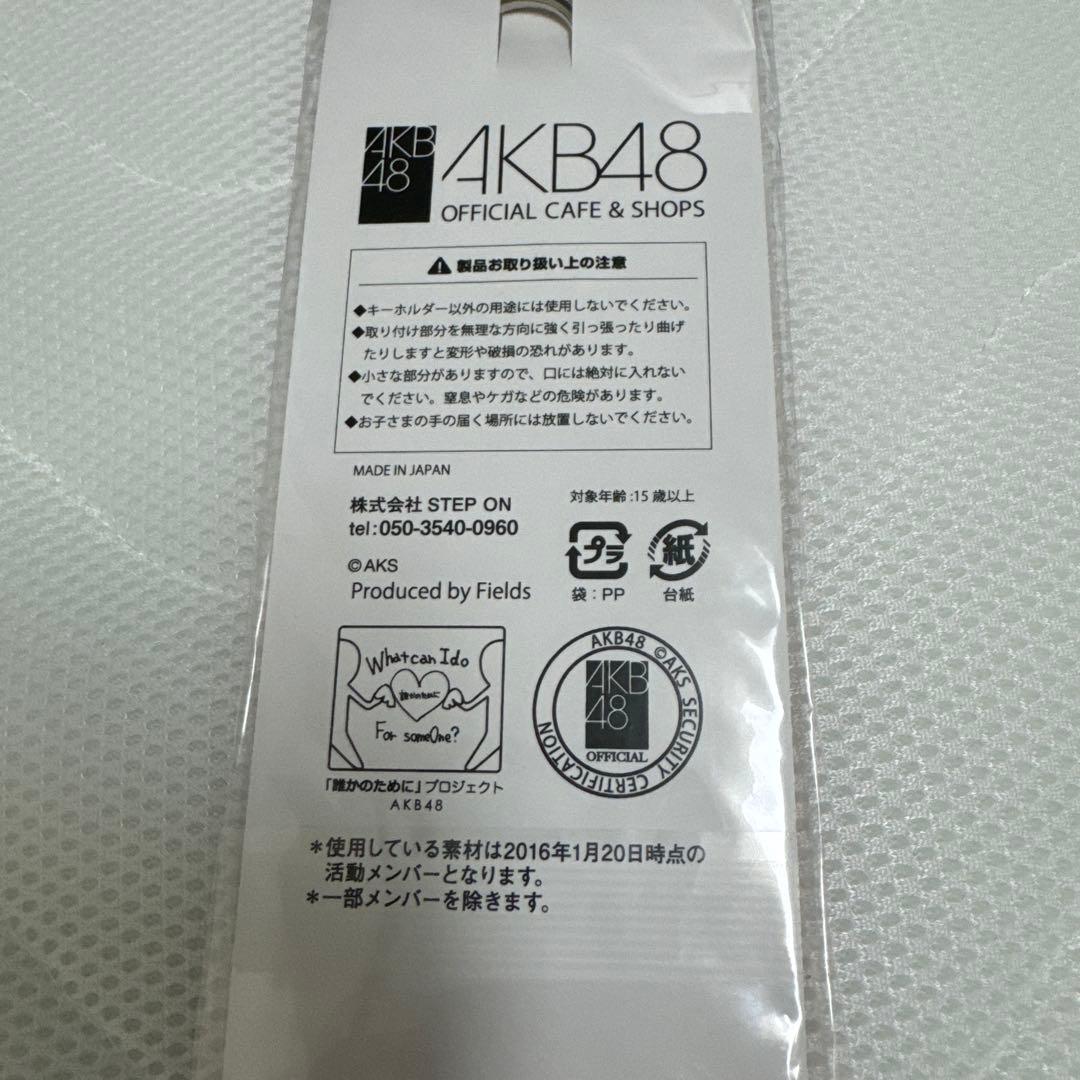 AKB
48
AKB48
OFFICIAL CAFE & SHOPS
製品お取り扱い上の注意
◆キーホルダー以外の用途には使用しないでください。
◆取り付け部分を無理な方向に強く引っ張ったり曲げ
たりしますと変形や破損の恐れがあります。
◆小さな部分がありますので、口には絶対に入れない
でください。窒息やケガなどの危険があります。
◆お子さまの手の届く場所には放置しないでください。
MADE IN JAPAN
対象年齢:15歳以上
株式会社 STEP ON
tel:050-3540-0960
©AKS
Produced by Fields
プラ
袋:PP
紙
台紙
What can I do
誰かのために
For someOne?
「誰かのために」プロジェクト
AKB48
AKB48 ©AKS SECURITY CERTIFICATION
AKB
48
OFFICIAL
*使用している素材は2016年1月20日時点の
活動メンバーとなります。
*一部メンバーを除きます。